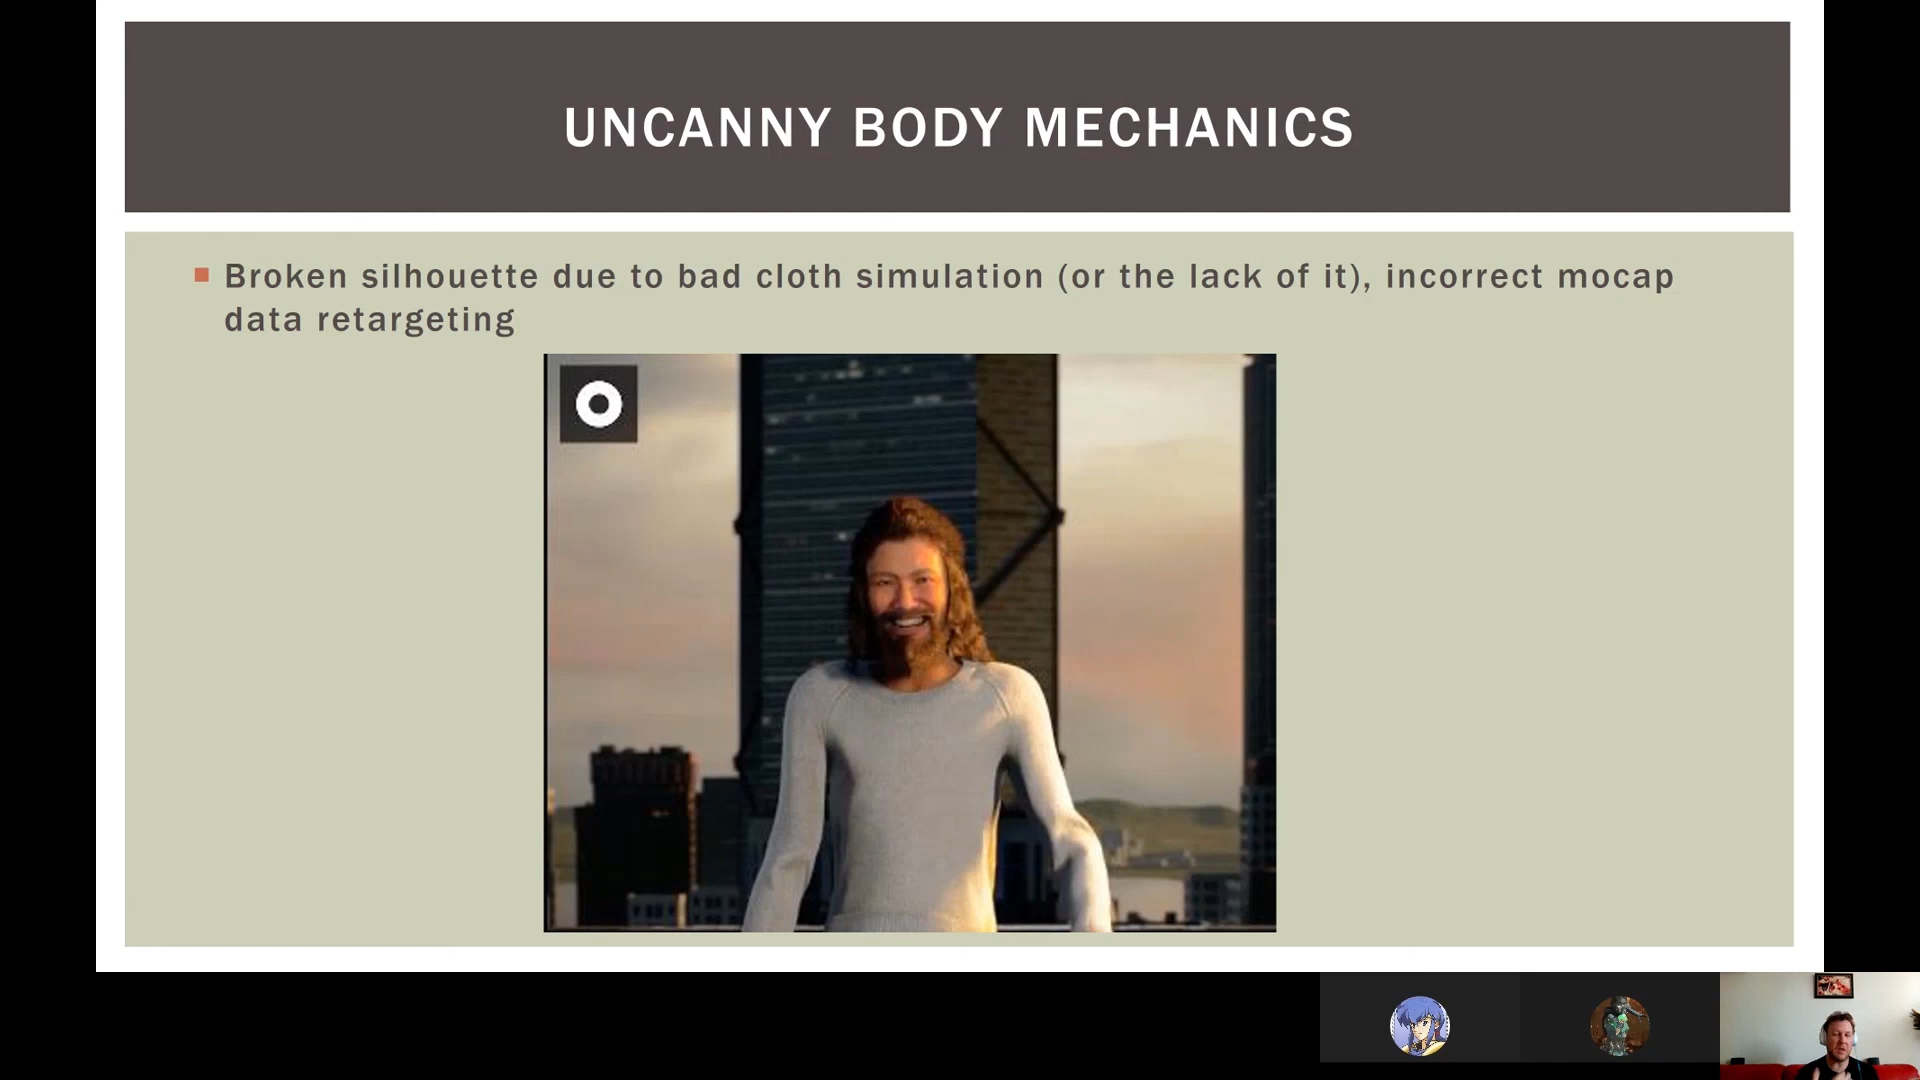 UNCANNY BODY MECHANICS
Broken silhouette due to bad cloth simulation (or the lack of it), incorrect mocap
data retargeting